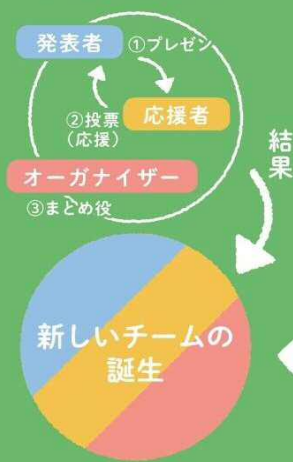 発表者
①プレゼン
②投票
（応援）
応援者
オーガナイザー
③まとめ役
結果
新しいチームの
誕生